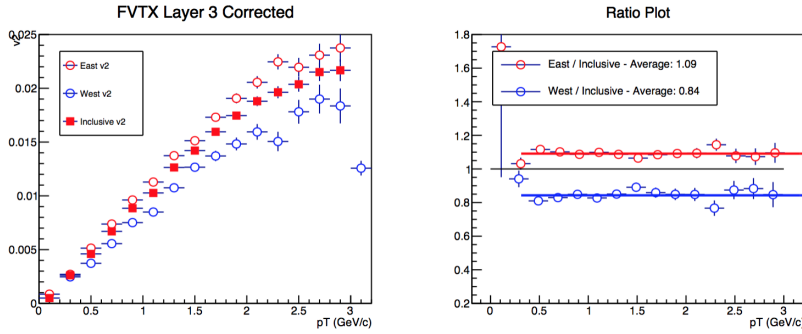 FVTX Layer 3 Corrected
v2
0.025
0.02
0.015
0.01
0.005
0
0 0.5 1 1.5 2 2.5 3
pT (GeV/c)
East v2
West v2
Inclusive v2
Ratio Plot
1.8
1.6
1.4
1.2
1
0.8
0.6
0.4
0.2
0 0.5 1 1.5 2 2.5 3
pT (GeV/c)
East / Inclusive - Average: 1.09
West / Inclusive - Average: 0.84